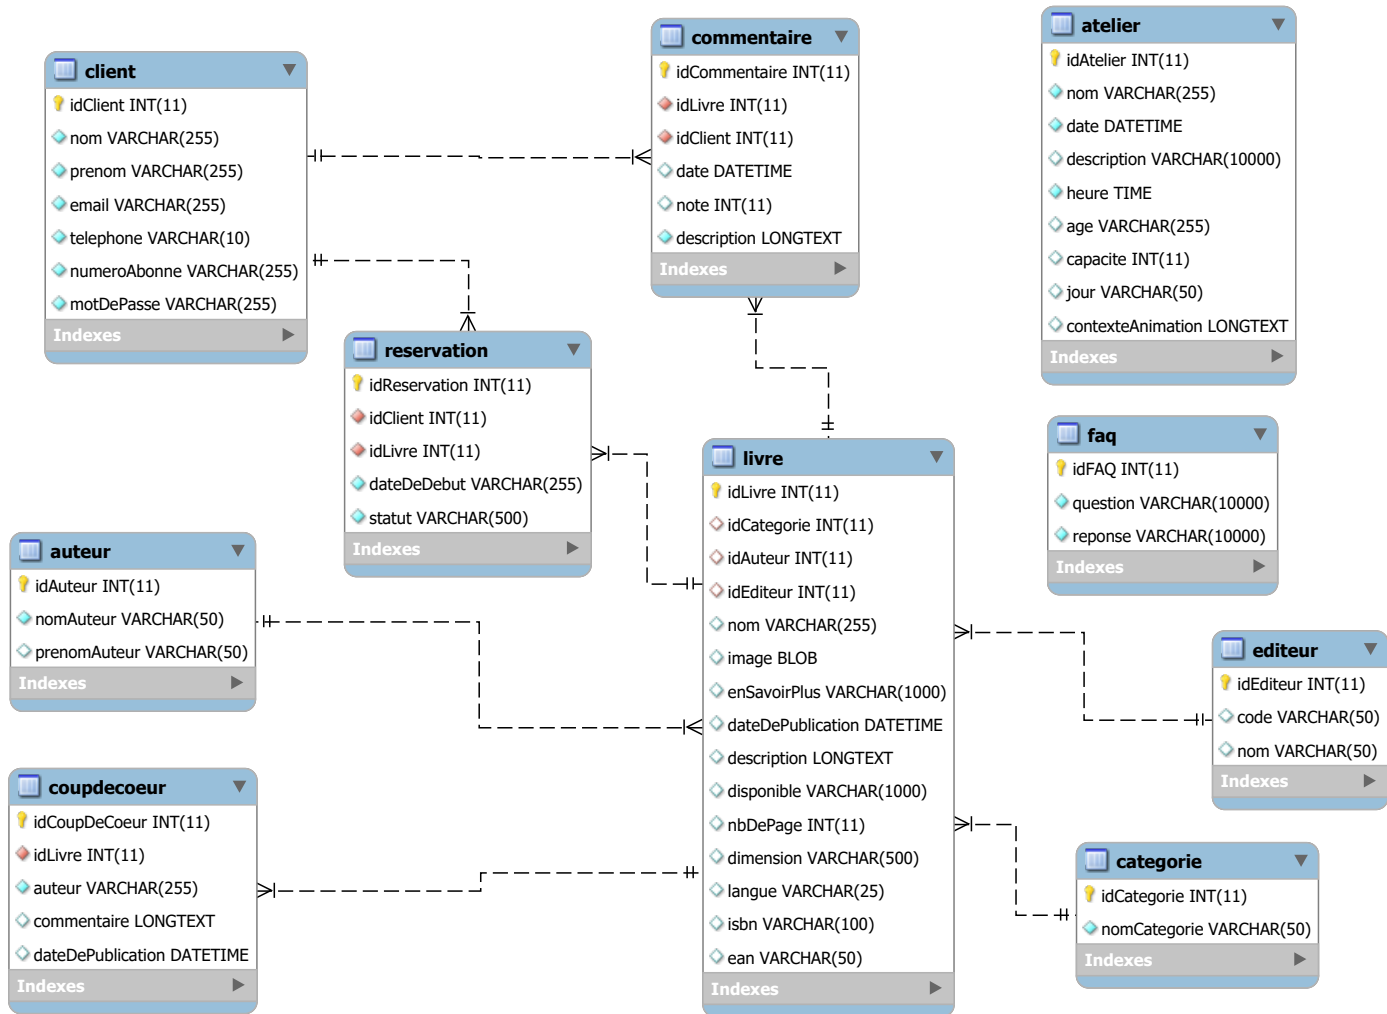 client
idClient INT(11)
nom VARCHAR(255)
prenom VARCHAR(255)
email VARCHAR(255)
telephone VARCHAR(10)
numeroAbonne VARCHAR(255)
motDePasse VARCHAR(255)
Indexes
commentaire
idCommentaire INT(11)
idLivre INT(11)
idClient INT(11)
date DATETIME
note INT(11)
description LONGTEXT
Indexes
atelier
idAtelier INT(11)
nom VARCHAR(255)
date DATETIME
description VARCHAR(10000)
heure TIME
age VARCHAR(255)
capacite INT(11)
jour VARCHAR(50)
contexteAnimation LONGTEXT
Indexes
reservation
idReservation INT(11)
idClient INT(11)
idLivre INT(11)
dateDeDebut VARCHAR(255)
statut VARCHAR(500)
Indexes
livre
idLivre INT(11)
idCategorie INT(11)
idAuteur INT(11)
idEditeur INT(11)
nom VARCHAR(255)
image BLOB
enSavoirPlus VARCHAR(1000)
dateDePublication DATETIME
description LONGTEXT
disponible VARCHAR(1000)
nbDePage INT(11)
dimension VARCHAR(500)
langue VARCHAR(25)
isbn VARCHAR(100)
ean VARCHAR(50)
Indexes
faq
idFAQ INT(11)
question VARCHAR(10000)
reponse VARCHAR(10000)
Indexes
auteur
idAuteur INT(11)
nomAuteur VARCHAR(50)
prenomAuteur VARCHAR(50)
Indexes
editeur
idEditeur INT(11)
code VARCHAR(50)
nom VARCHAR(50)
Indexes
coupdecoeur
idCoupDeCoeur INT(11)
idLivre INT(11)
auteur VARCHAR(255)
commentaire LONGTEXT
dateDePublication DATETIME
Indexes
categorie
idCategorie INT(11)
nomCategorie VARCHAR(50)
Indexes